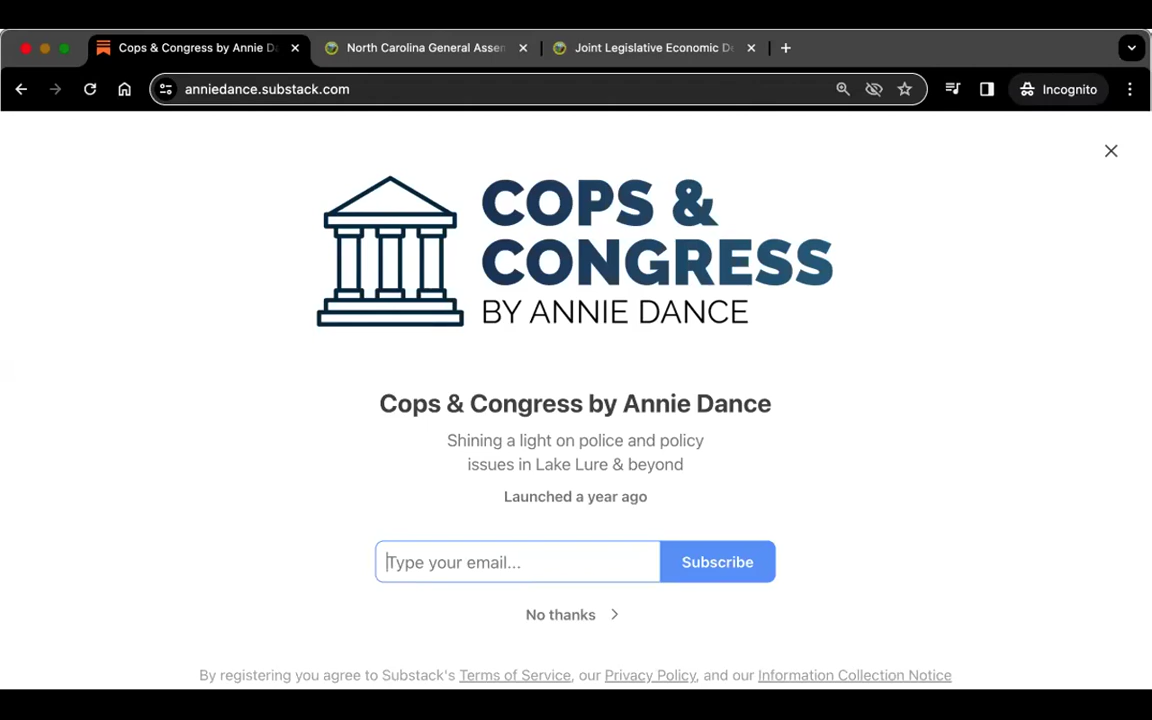 Cops & Congress by Annie D
North Carolina General Assen
Joint Legislative Economic De
anniedance.substack.com
Incognito
COPS &
CONGRESS
BY ANNIE DANCE
Cops & Congress by Annie Dance
Shining a light on police and policy
issues in Lake Lure & beyond
Launched a year ago
Type your email...
Subscribe
No thanks
By registering you agree to Substack's Terms of Service, our Privacy Policy, and our Information Collection Notice